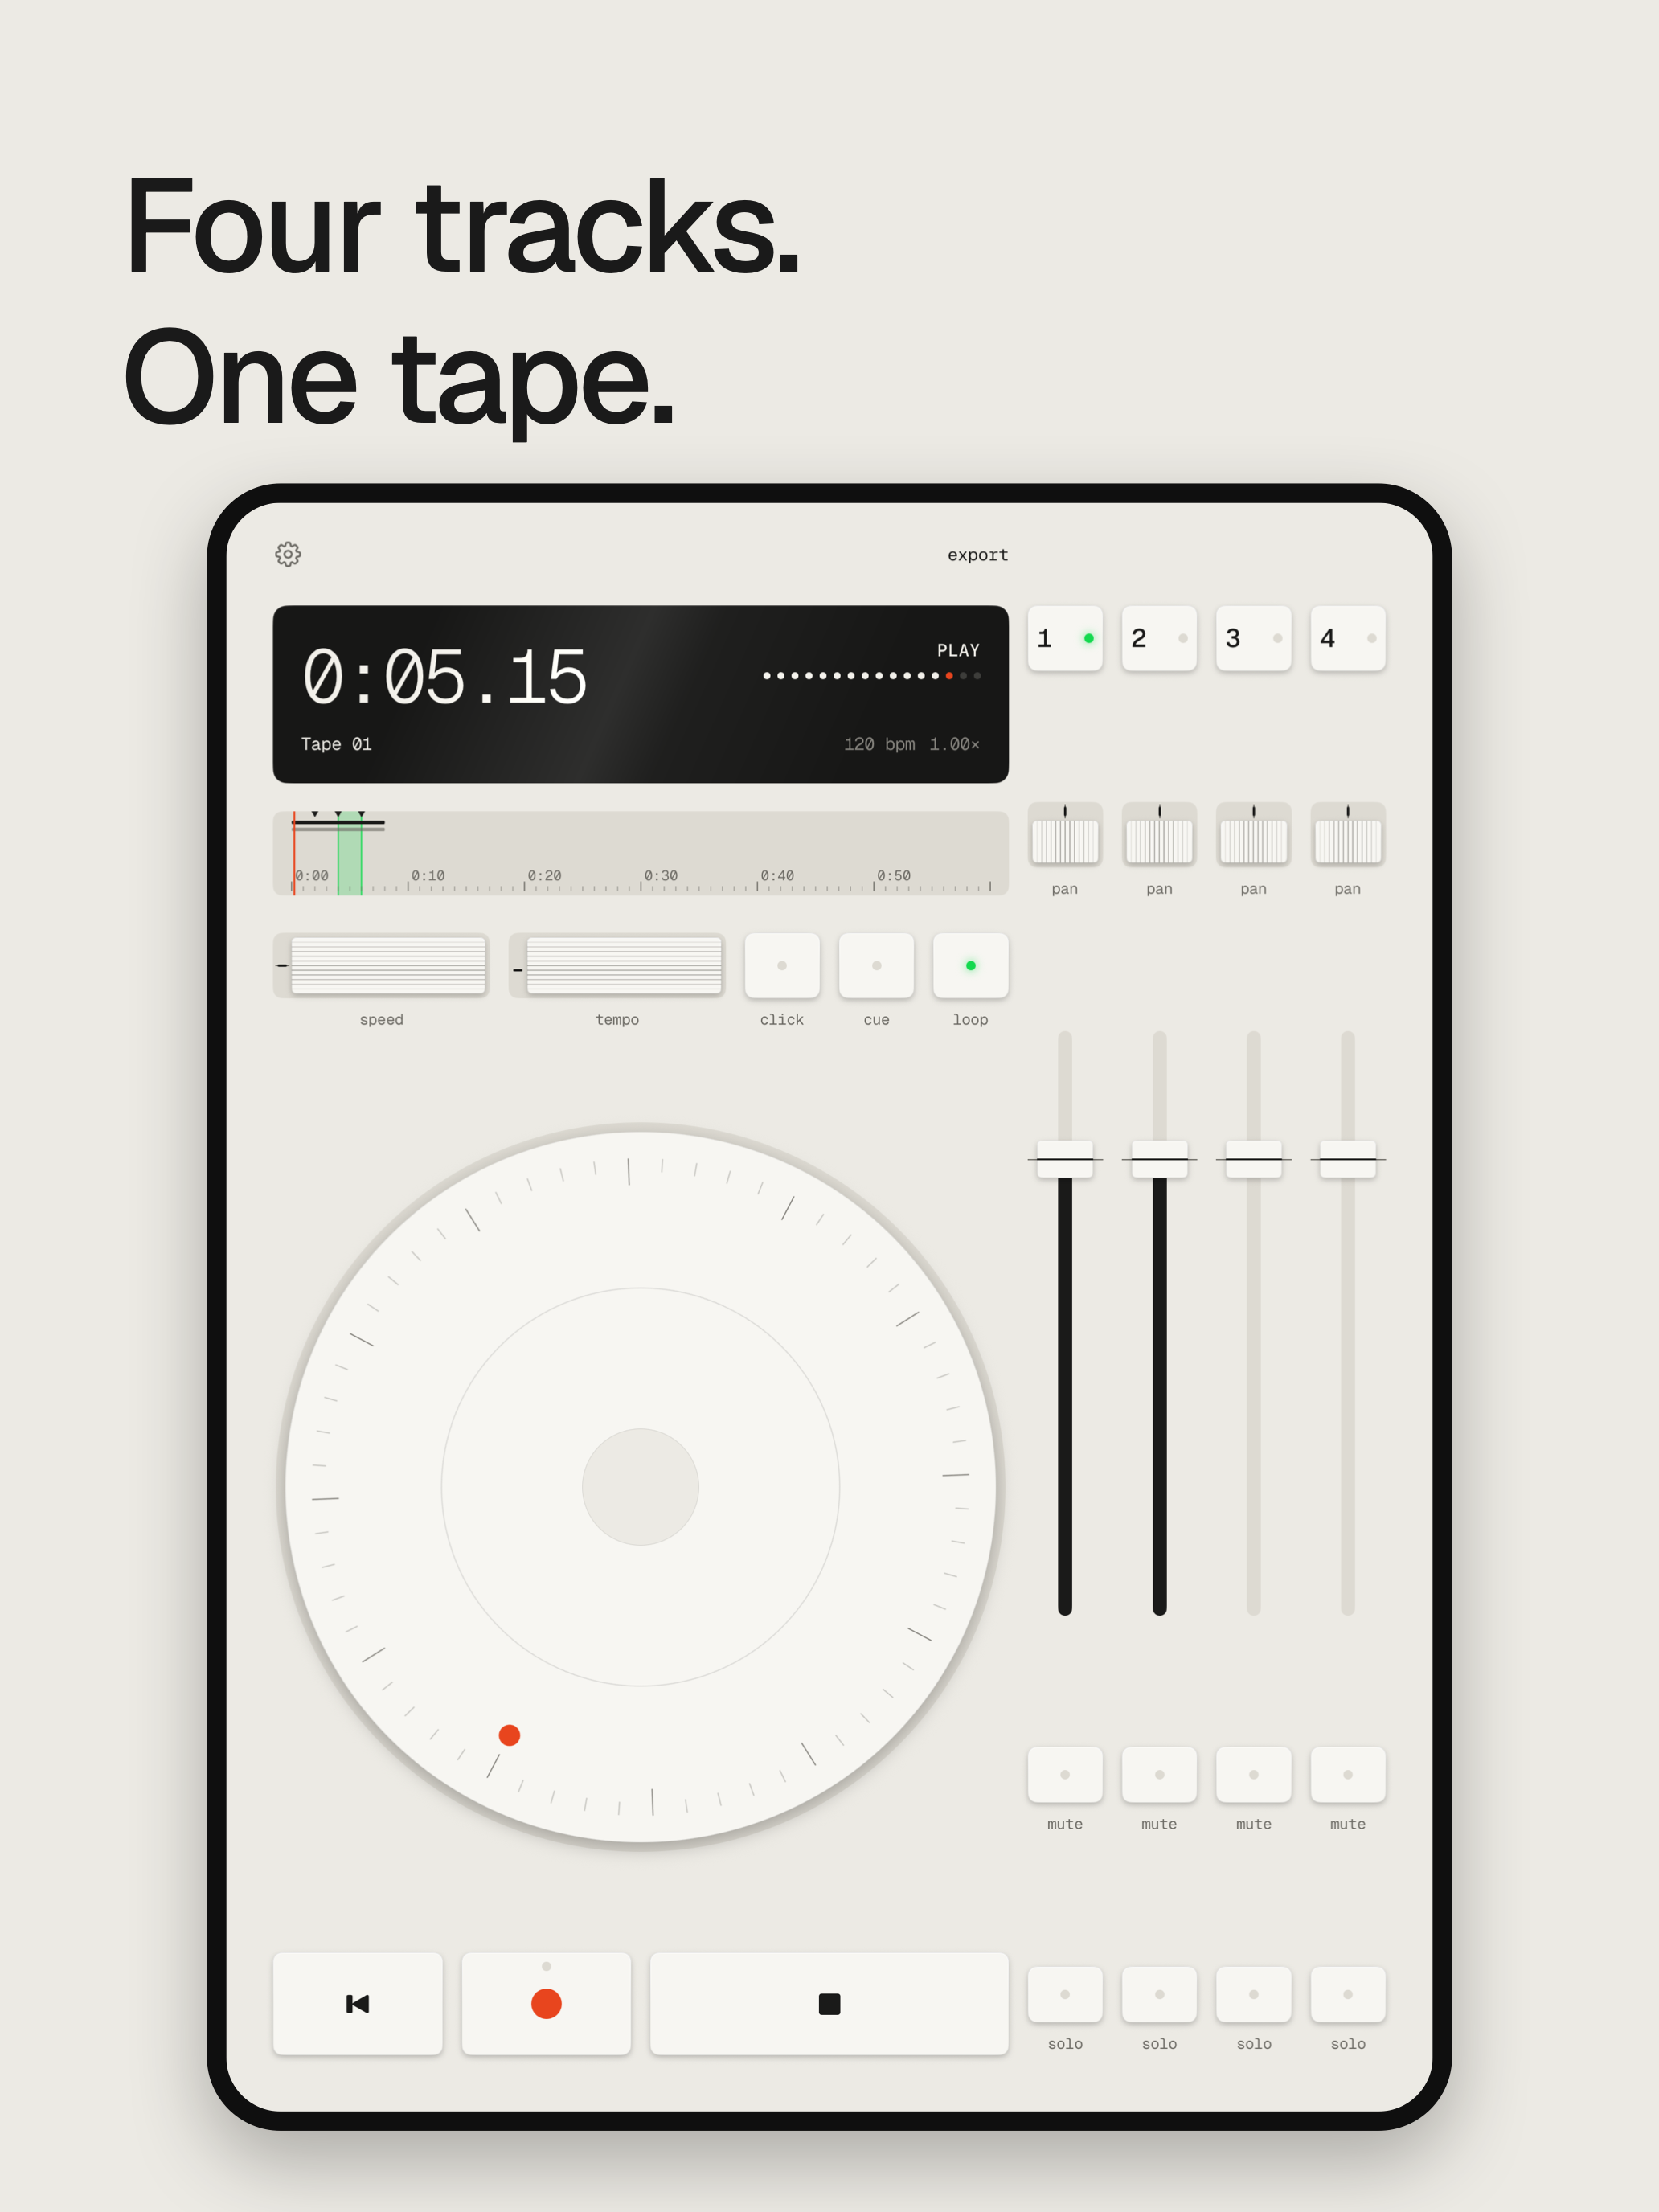 Four tracks.
One tape.
export
0:05.15
PLAY
Tape 01
120 bpm 1.00×
1 2 3 4
0:00 0:10 0:20 0:30 0:40 0:50
pan pan pan pan
speed tempo click cue loop
mute mute mute mute
solo solo solo solo